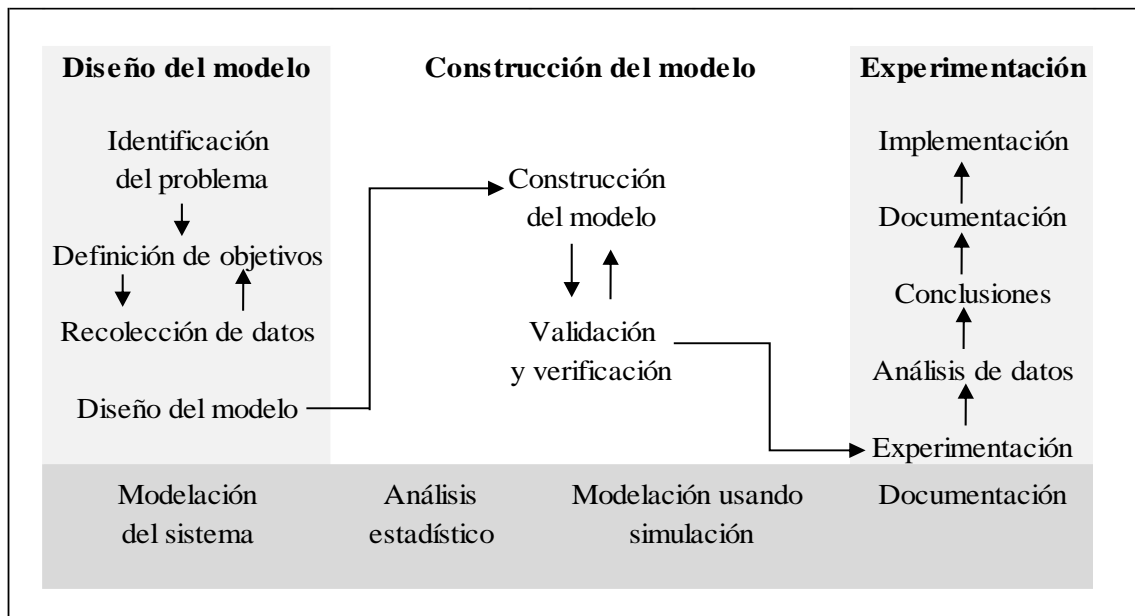 Diseño del modelo
Identificación
del problema
Definición de objetivos
Recolección de datos
Diseño del modelo
Construcción del modelo
Construcción
del modelo
Validación
y verificación
Experimentación
Implementación
Documentación
Conclusiones
Análisis de datos
Experimentación
Modelación
del sistema
Análisis
estadístico
Modelación usando
simulación
Documentación